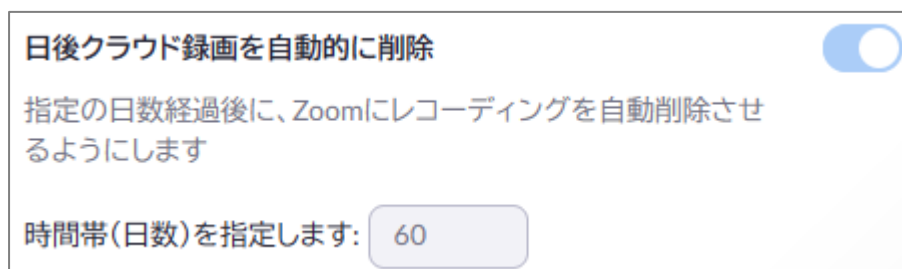 日後クラウド録画を自動的に削除
指定の日数経過後に、Zoomにレコーディングを自動削除させ
るようにします
時間帯(日数)を指定します: 60